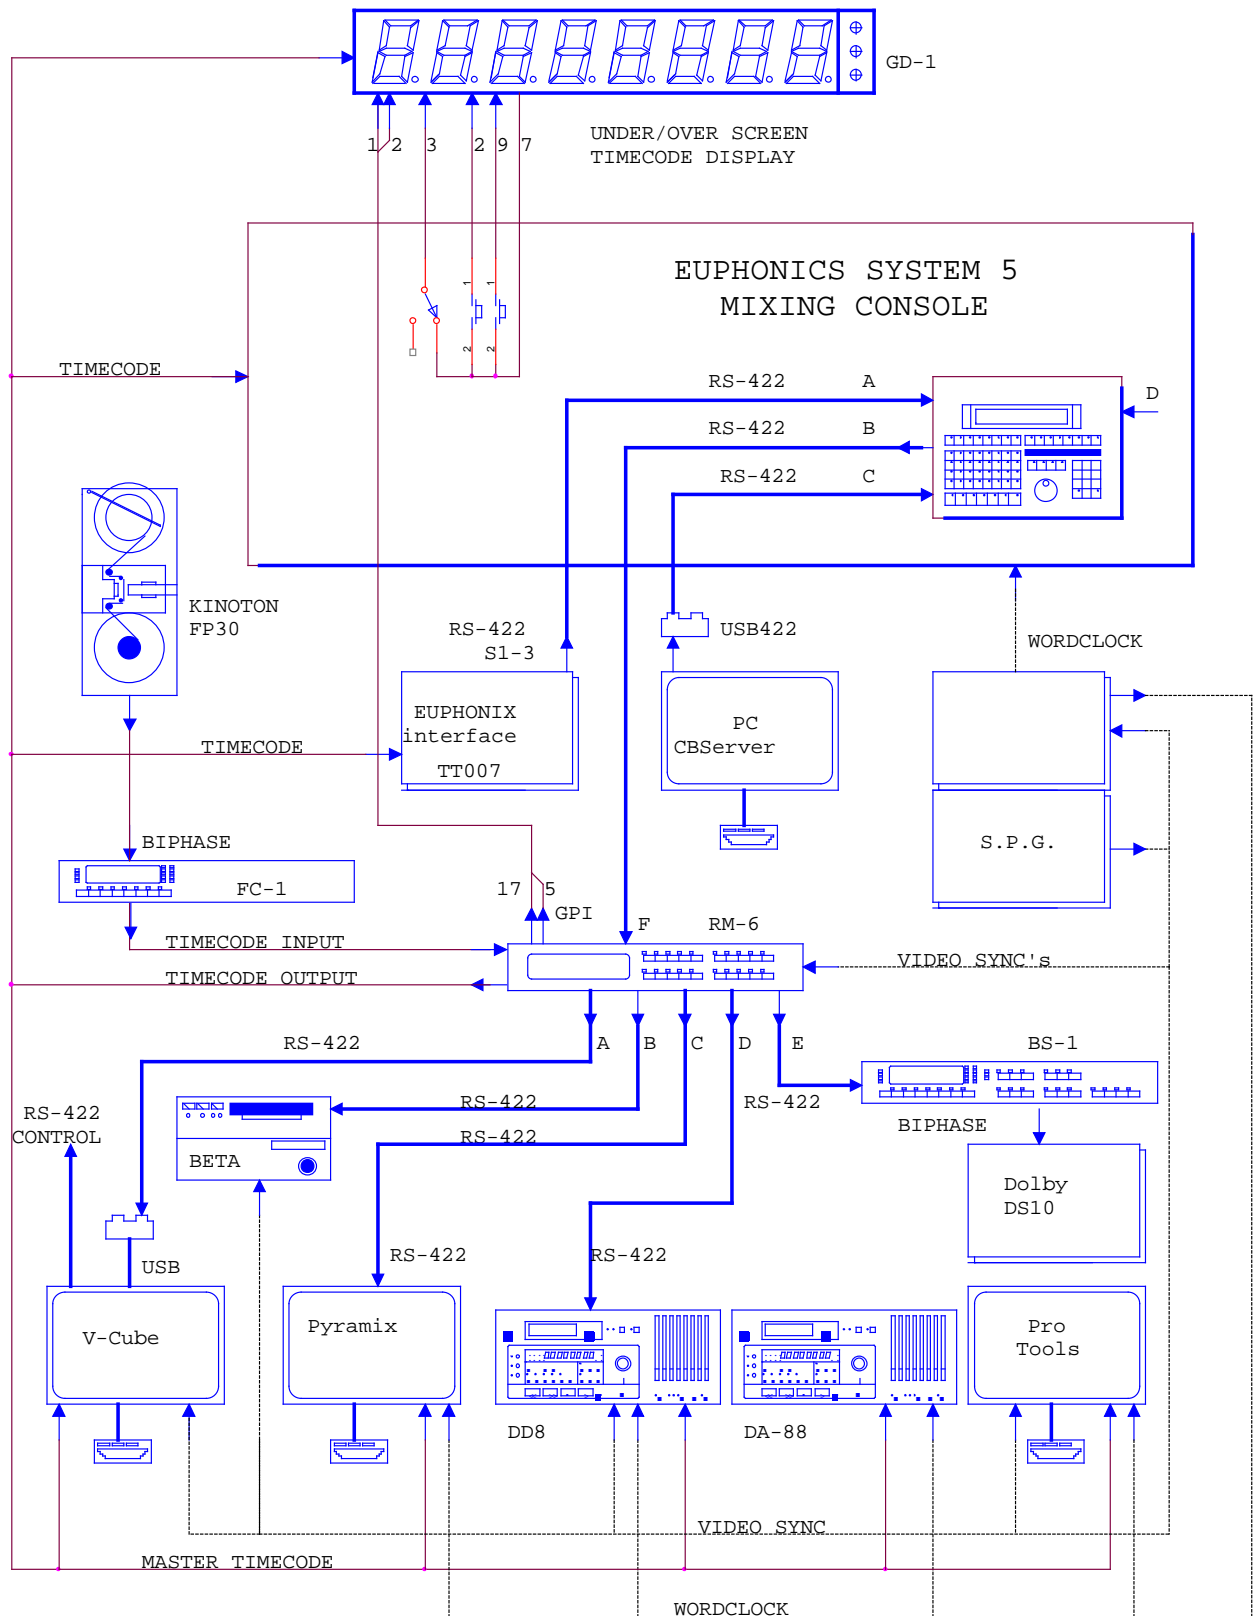 GD-1
UNDER/OVER SCREEN
TIMECODE DISPLAY
1 2 3 2 9 7
EUPHONICS SYSTEM 5
MIXING CONSOLE
1 1
2 2
TIMECODE
RS-422 A
D
RS-422 B
RS-422 C
KINOTON
FP30
RS-422
S1-3
USB422
WORDCLOCK
EUPHONIX
interface
TT007
PC
CBServer
TIMECODE
BIPHASE
S.P.G.
FC-1
17 5
GPI
F
RM-6
TIMECODE INPUT
TIMECODE OUTPUT
VIDEO SYNC's
RS-422
A B C D E
BS-1
RS-422
CONTROL
RS-422
RS-422
RS-422
BIPHASE
BETA
Dolby
DS10
RS-422
RS-422
USB
V-Cube
Pyramix
Pro
Tools
DD8
DA-88
VIDEO SYNC
MASTER TIMECODE
WORDCLOCK